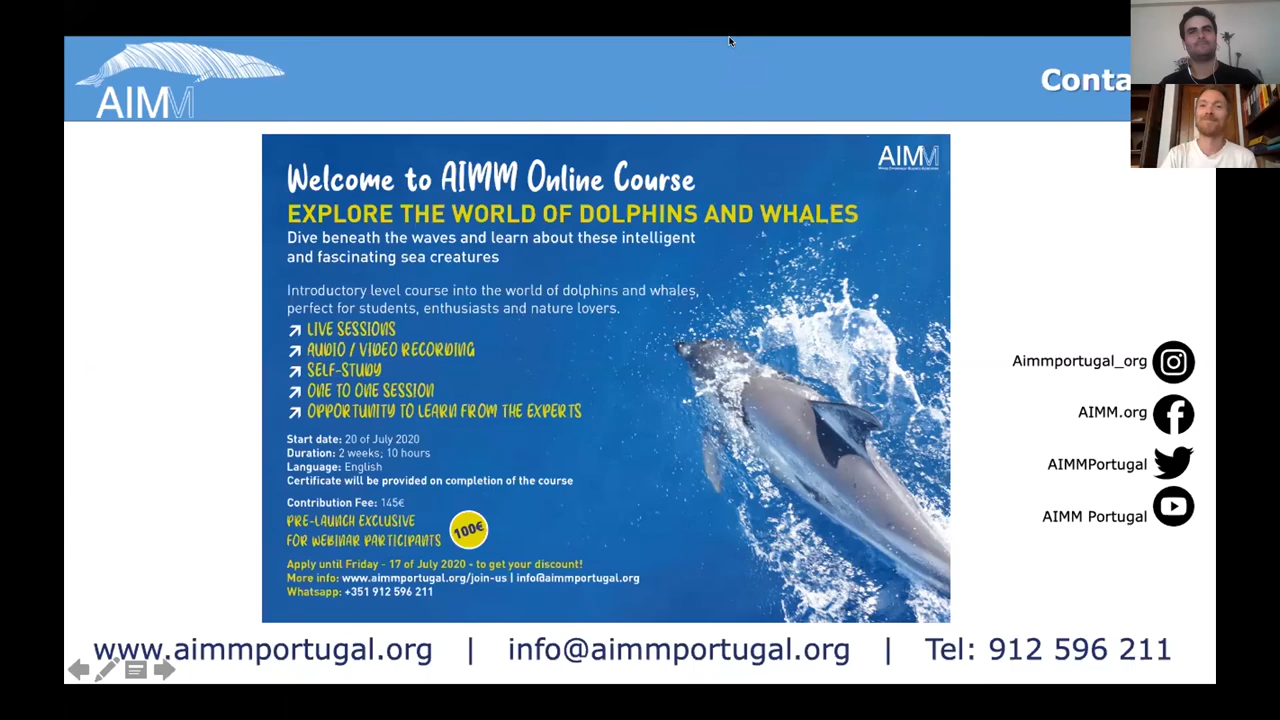 AIMM
Conta
AIMM
Welcome to AIMM Online Course
EXPLORE THE WORLD OF DOLPHINS AND WHALES
Dive beneath the waves and learn about these intelligent
and fascinating sea creatures
Introductory level course into the world of dolphins and whales,
perfect for students, enthusiasts and nature lovers.
LIVE SESSIONS
AUDIO / VIDEO RECORDING
SELF-STUDY
ONE TO ONE SESSION
OPPORTUNITY TO LEARN FROM THE EXPERTS
Start date: 20 of July 2020
Duration: 2 weeks; 10 hours
Language: English
Certificate will be provided on completion of the course
Contribution Fee: 145€
PRE-LAUNCH EXCLUSIVE
FOR WEBINAR PARTICIPANTS
100€
Apply until Friday - 17 of July 2020 - to get your discount!
More info: www.aimmportugal.org/join-us | info@aimmportugal.org
Whatsapp: +351 912 596 211
Aimmportugal_org
AIMM.org
AIMMPortugal
AIMM Portugal
www.aimmportugal.org | info@aimmportugal.org | Tel: 912 596 211